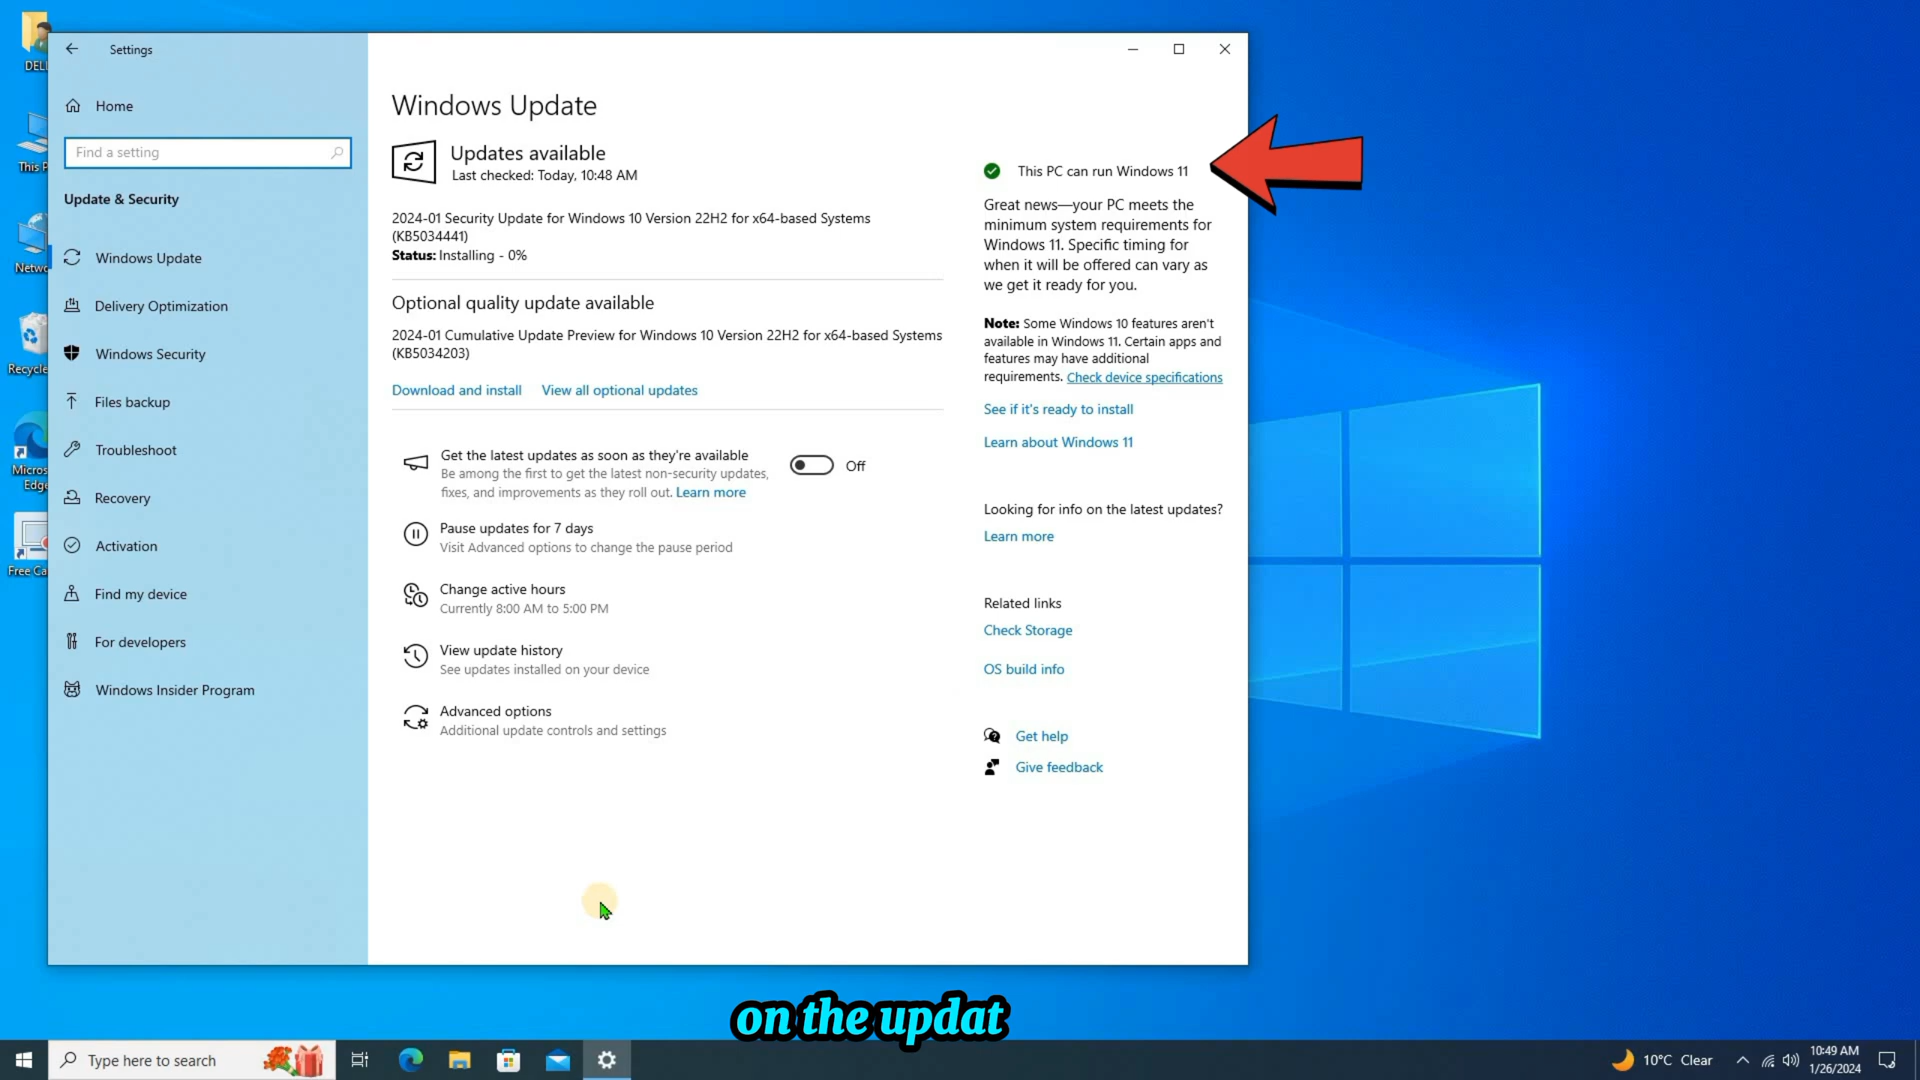 DELL
Settings
Home
Find a setting
This P
Update & Security
Netwo
Windows Update
Delivery Optimization
Windows Security
Recycle
Files backup
Troubleshoot
Micros
Edge
Recovery
Activation
Free Ca
Find my device
For developers
Windows Insider Program
Windows Update
Updates available
Last checked: Today, 10:48 AM
2024-01 Security Update for Windows 10 Version 22H2 for x64-based Systems
(KB5034441)
Status: Installing - 0%
Optional quality update available
2024-01 Cumulative Update Preview for Windows 10 Version 22H2 for x64-based Systems
(KB5034203)
Download and install View all optional updates
Get the latest updates as soon as they're available
Be among the first to get the latest non-security updates,
fixes, and improvements as they roll out. Learn more
Off
Pause updates for 7 days
Visit Advanced options to change the pause period
Change active hours
Currently 8:00 AM to 5:00 PM
View update history
See updates installed on your device
Advanced options
Additional update controls and settings
This PC can run Windows 11
Great news—your PC meets the
minimum system requirements for
Windows 11. Specific timing for
when it will be offered can vary as
we get it ready for you.
Note: Some Windows 10 features aren't
available in Windows 11. Certain apps and
features may have additional
requirements. Check device specifications
See if it's ready to install
Learn about Windows 11
Looking for info on the latest updates?
Learn more
Related links
Check Storage
OS build info
Get help
Give feedback
on the updat
Type here to search
10°C Clear
10:49 AM
1/26/2024